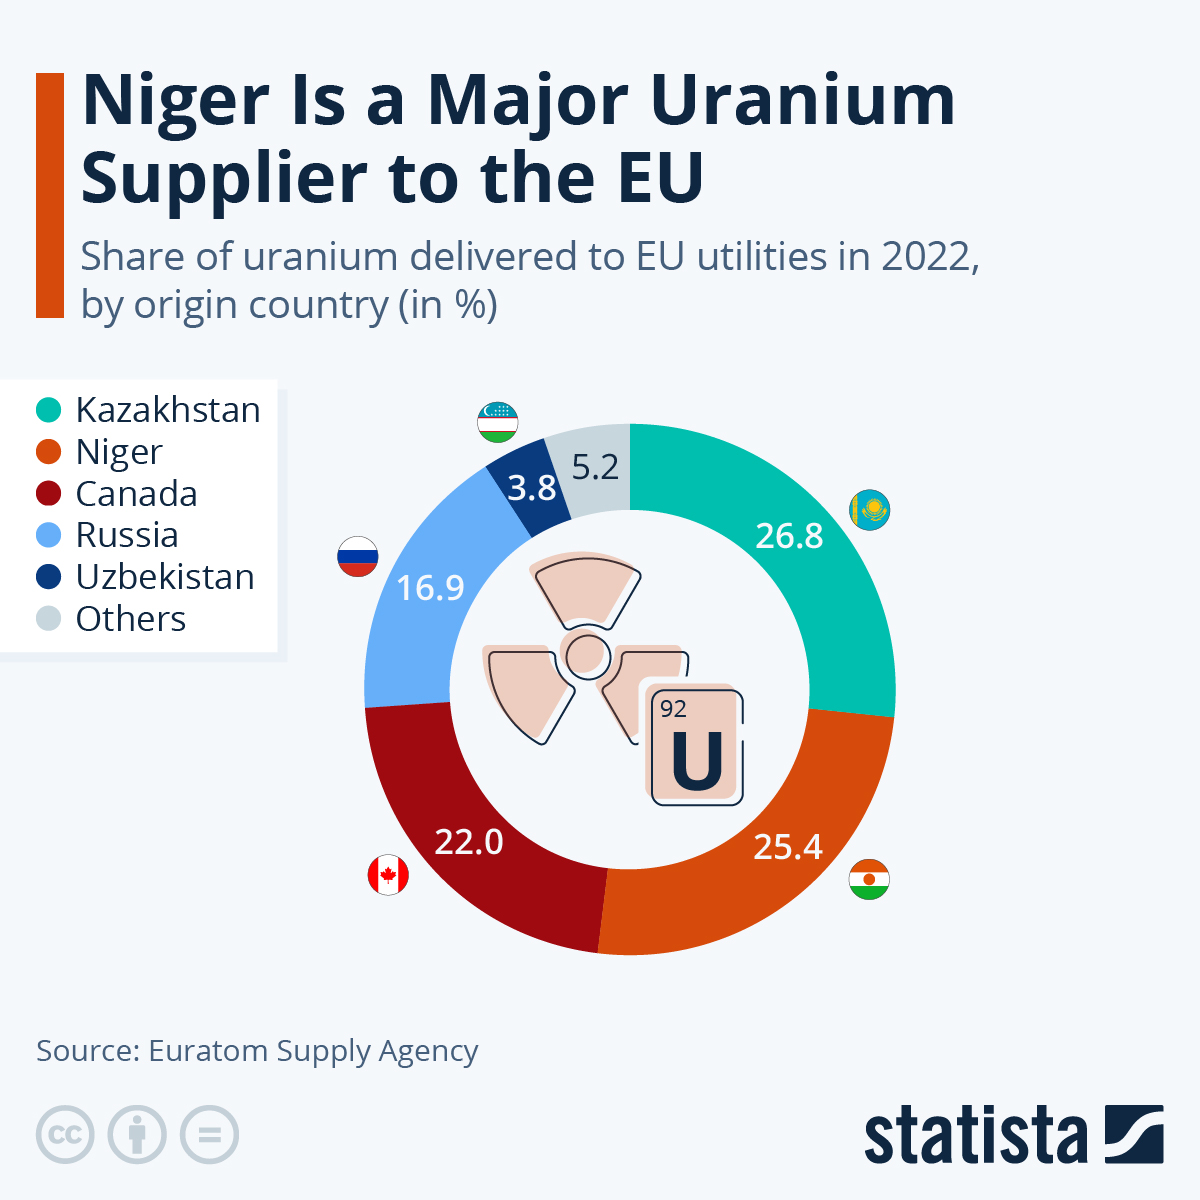 Niger Is a Major Uranium
Supplier to the EU
Share of uranium delivered to EU utilities in 2022,
by origin country (in %)
Kazakhstan
Niger
Canada
Russia
Uzbekistan
Others
5.2
3.8
26.8
16.9
92
U
22.0
25.4
Source: Euratom Supply Agency
cc
statista